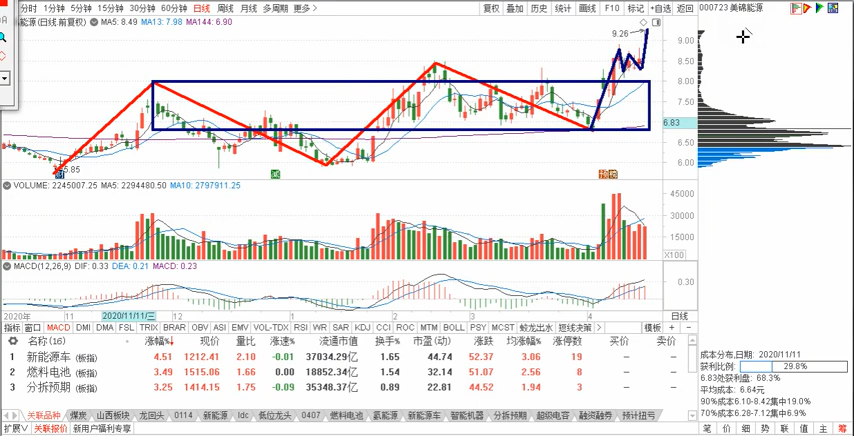 分时 1分钟 5分钟 15分钟 30分钟 60分钟 日线 周线 月线 多周期 更多> 复权 叠加 历史 统计 画线 F10 标记 +自选 返回 000723 美锦能源
能源(日线 前复权) MA5: 8.49 MA13: 7.98 MA144: 6.90
9.26
9.00
8.50
8.00
7.50
6.83
6.50
6.00
5.85
减
VOLUME: 2245007.25 MA5: 2294480.50 MA10: 2797911.25
45000
30000
15000
X100
MACD(12,26,9) DIF: 0.33 DEA: 0.21 MACD: 0.23
0.30
2020年 11 2020/11/11/三 12 1 2 3 4 日线
指标 窗口 MACD DMI DMA FSL TRIX BRAR OBV ASI EMV VOL-TDX RSI WR SAR KDJ CCI ROC MTM BOLL PSY MCST 蛟龙出水 短线决策 > 模板 + -
名称(16) 涨幅% 现价 量比 涨速% 流通市值 换手% 市盈(动) 涨跌 均涨幅% 涨停数 买价 卖价
1 新能源车(板指) 4.51 1212.41 2.10 -0.01 37034.29亿 1.65 44.74 52.37 3.06 19
2 燃料电池(板指) 3.49 1515.06 1.66 0.00 18852.34亿 1.54 32.14 51.07 2.56 8
3 分拆预期(板指) 3.25 1414.15 1.75 -0.09 35348.37亿 0.89 22.81 44.52 1.94 3
关联品种 煤炭 山西板块 龙回头 0114 新能源 ldc 低位龙头 0407 燃料电池 氢能源 新能源车 智能机器 分拆预期 超级电容 融资融券 预计扭亏
扩展 关联报价 新用户福利专享
成本分布,日期: 2020/11/11
获利比例: 29.8%
6.83处获利盘: 68.3%
平均成本: 6.64元
90%成本6.10-8.42集中19.0%
70%成本6.28-7.12集中6.9%
笔 价 细 势 联 值 主 筹